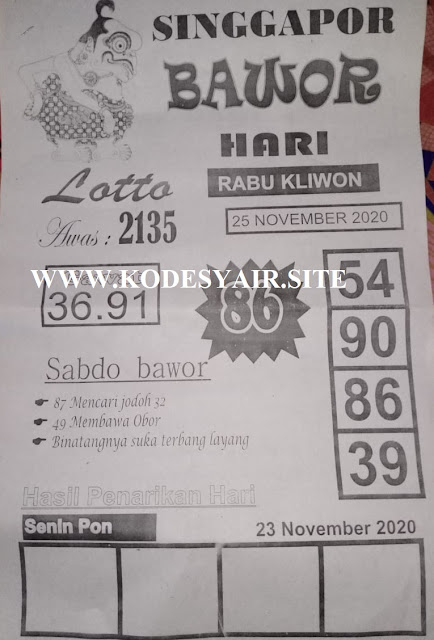 SINGGAPOR
BAWOR
HARI
Lotto
RABU KLIWON
Awas : 2135
25 NOVEMBER 2020
WWW.KODESYAIR.SITE
36.91
86
54
90
86
39
Sabdo bawor
87 Mencari jodoh 32
49 Membawa Obor
Binatangnya suka terbang layang
Hasil Penarikan Hari
Senin Pon
23 November 2020